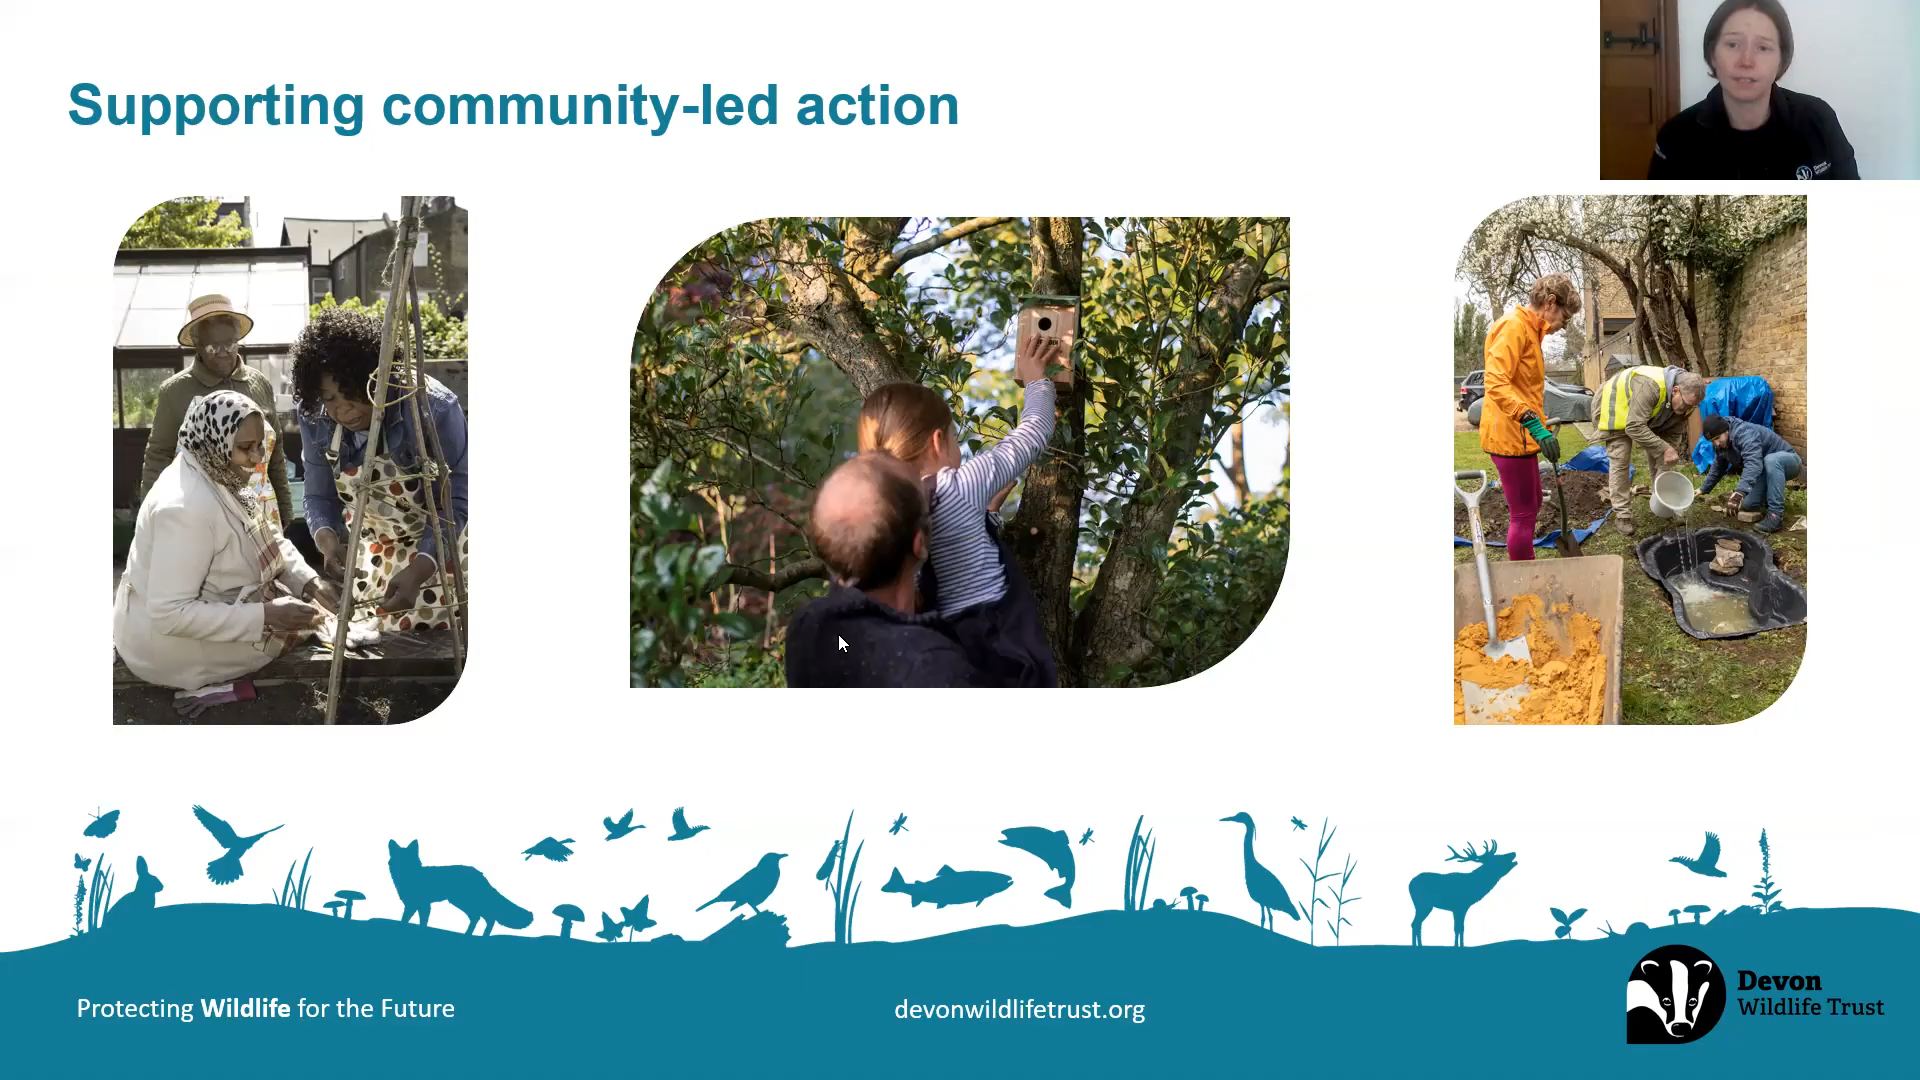 Supporting community-led action
Protecting Wildlife for the Future
devonwildlifetrust.org
Devon
Wildlife Trust